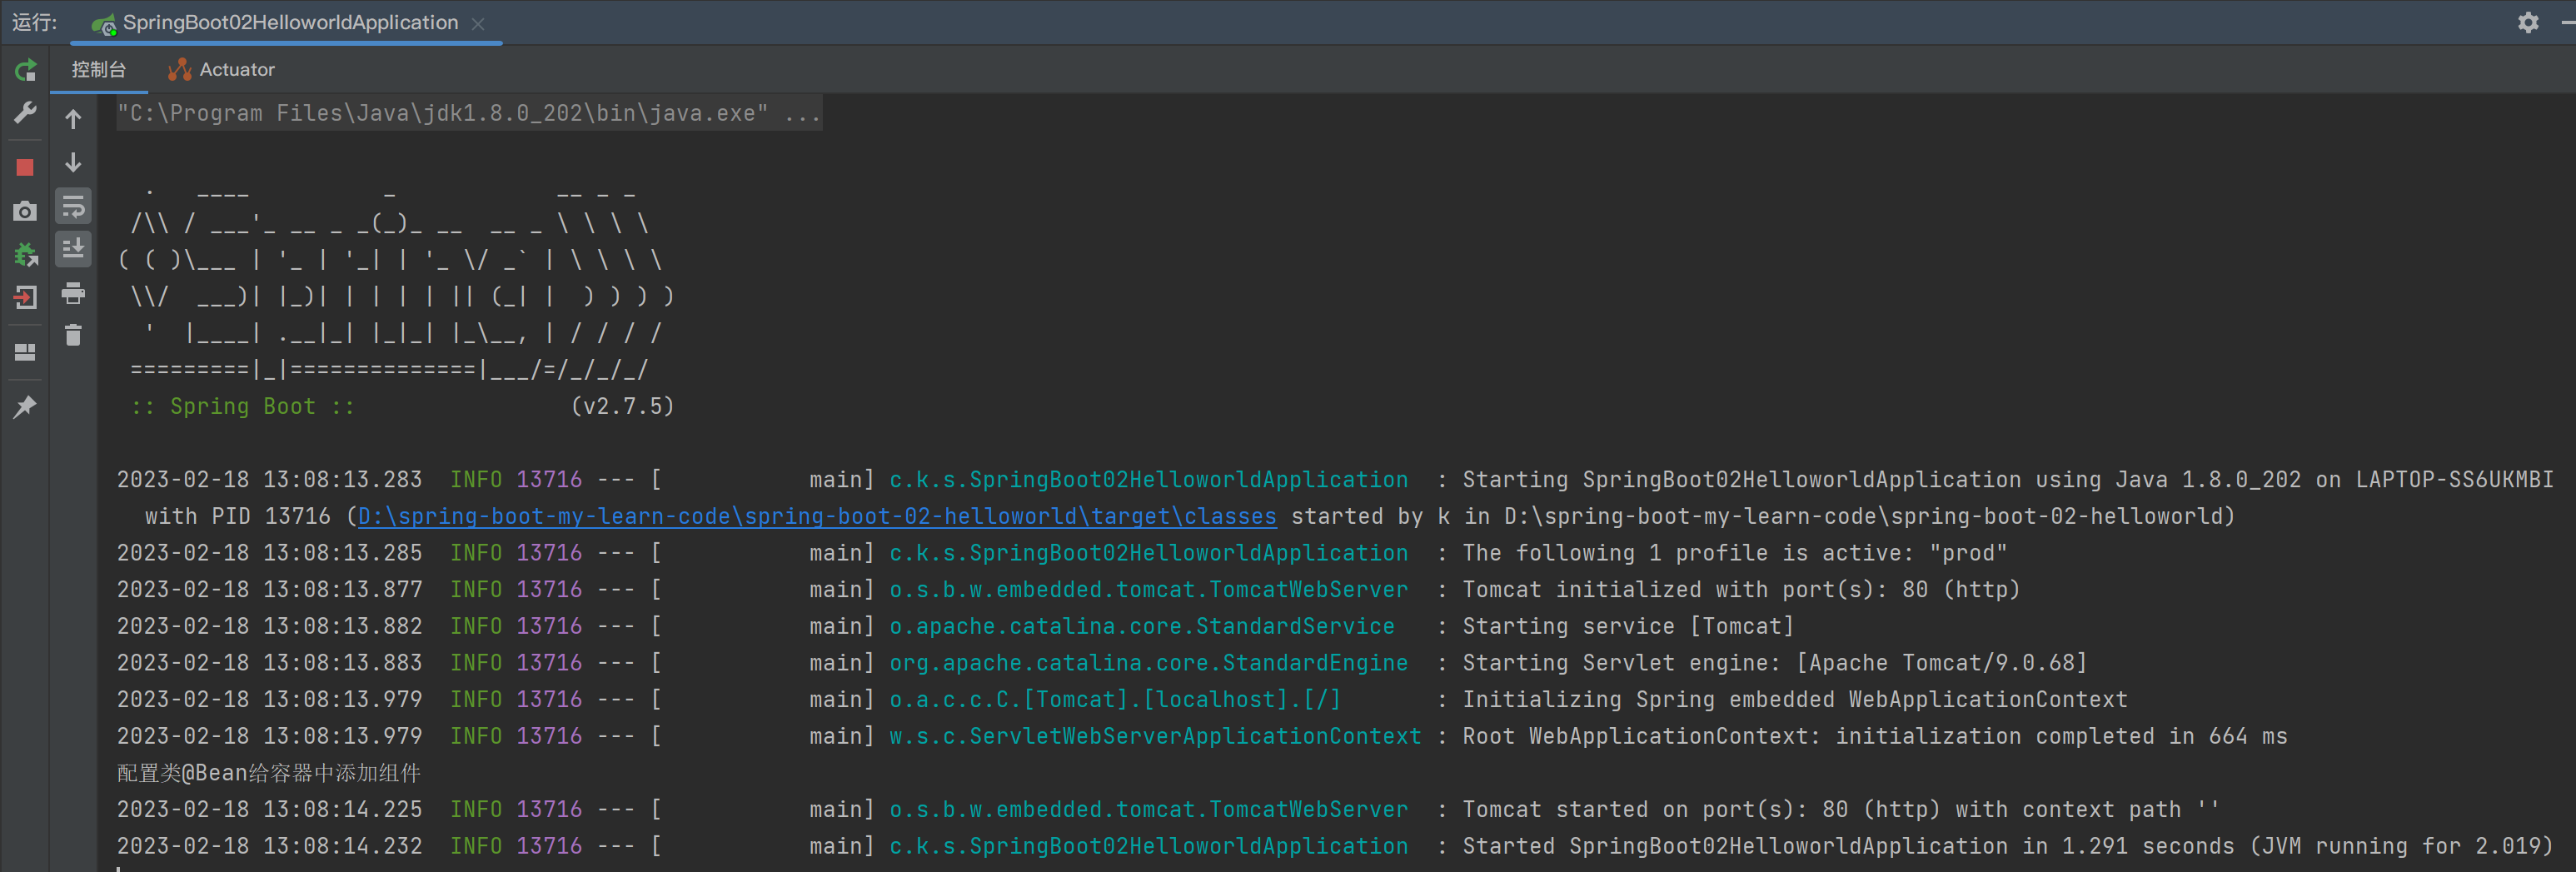 运行: SpringBoot02HelloworldApplication
控制台 Actuator
"C:\Program Files\Java\jdk1.8.0_202\bin\java.exe" ...
  .   ____          _            __ _ _
 /\\ / ___'_ __ _ _(_)_ __  __ _ \ \ \ \
( ( )\___ | '_ | '_| | '_ \/ _` | \ \ \ \
 \\/  ___)| |_)| | | | | || (_| |  ) ) ) )
  '  |____| .__|_| |_|_| |_\__, | / / / /
 =========|_|==============|___/=/_/_/_/
 :: Spring Boot ::                (v2.7.5)
2023-02-18 13:08:13.283  INFO 13716 --- [           main] c.k.s.SpringBoot02HelloworldApplication  : Starting SpringBoot02HelloworldApplication using Java 1.8.0_202 on LAPTOP-SS6UKMBI
  with PID 13716 (D:\spring-boot-my-learn-code\spring-boot-02-helloworld\target\classes started by k in D:\spring-boot-my-learn-code\spring-boot-02-helloworld)
2023-02-18 13:08:13.285  INFO 13716 --- [           main] c.k.s.SpringBoot02HelloworldApplication  : The following 1 profile is active: "prod"
2023-02-18 13:08:13.877  INFO 13716 --- [           main] o.s.b.w.embedded.tomcat.TomcatWebServer  : Tomcat initialized with port(s): 80 (http)
2023-02-18 13:08:13.882  INFO 13716 --- [           main] o.apache.catalina.core.StandardService   : Starting service [Tomcat]
2023-02-18 13:08:13.883  INFO 13716 --- [           main] org.apache.catalina.core.StandardEngine  : Starting Servlet engine: [Apache Tomcat/9.0.68]
2023-02-18 13:08:13.979  INFO 13716 --- [           main] o.a.c.c.C.[Tomcat].[localhost].[/]       : Initializing Spring embedded WebApplicationContext
2023-02-18 13:08:13.979  INFO 13716 --- [           main] w.s.c.ServletWebServerApplicationContext : Root WebApplicationContext: initialization completed in 664 ms
配置类@Bean给容器中添加组件
2023-02-18 13:08:14.225  INFO 13716 --- [           main] o.s.b.w.embedded.tomcat.TomcatWebServer  : Tomcat started on port(s): 80 (http) with context path ''
2023-02-18 13:08:14.232  INFO 13716 --- [           main] c.k.s.SpringBoot02HelloworldApplication  : Started SpringBoot02HelloworldApplication in 1.291 seconds (JVM running for 2.019)